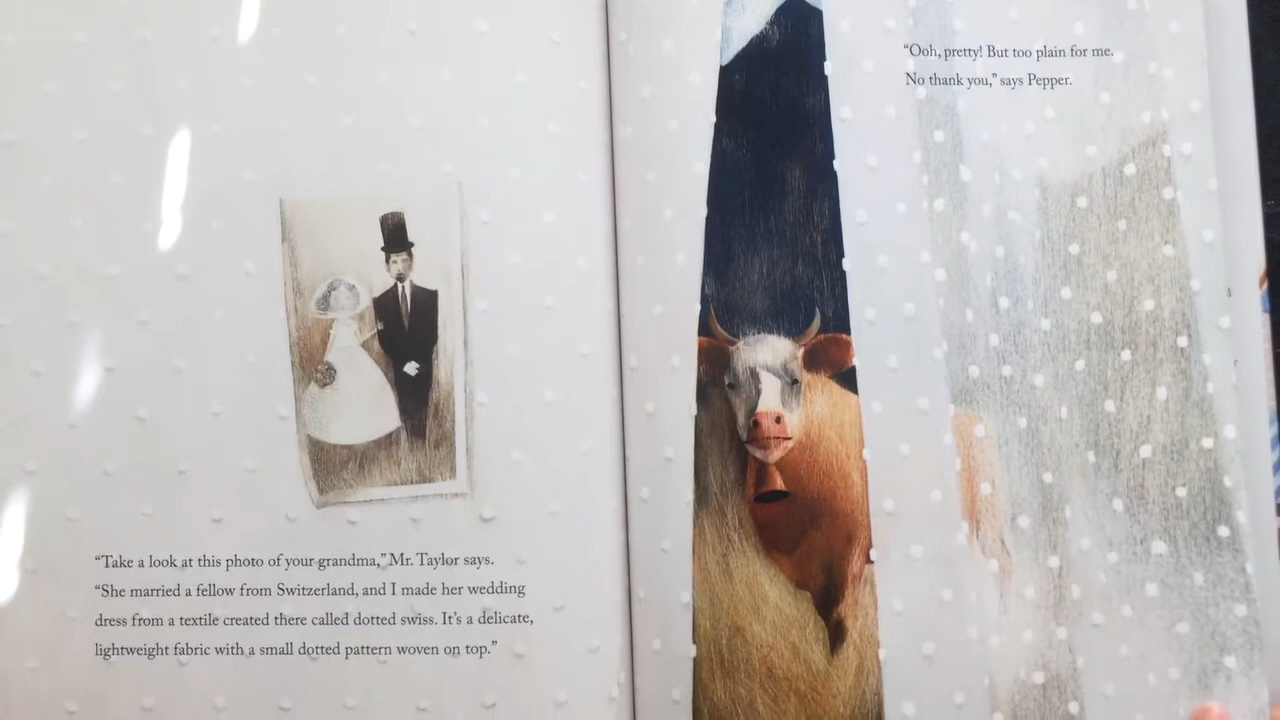 “Take a look at this photo of your grandma,” Mr. Taylor says.
“She married a fellow from Switzerland, and I made her wedding
dress from a textile created there called dotted swiss. It’s a delicate,
lightweight fabric with a small dotted pattern woven on top.”
“Ooh, pretty! But too plain for me.
No thank you,” says Pepper.